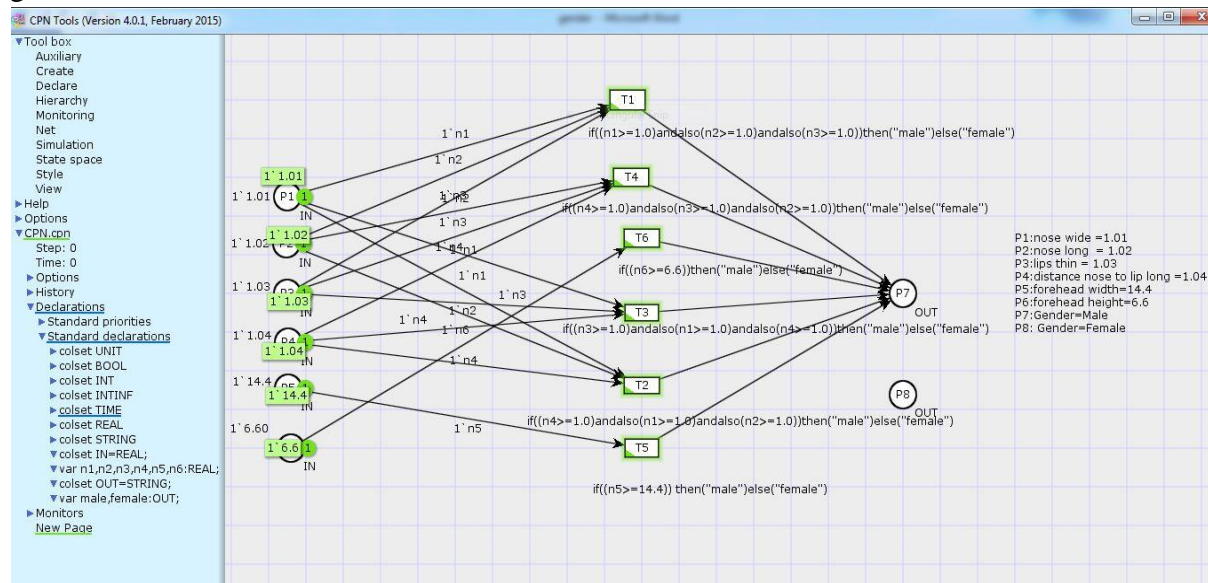 CPN Tools (Version 4.0.1, February 2015)
Tool box
Auxiliary
Create
Declare
Hierarchy
Monitoring
Net
Simulation
State space
Style
View
Help
Options
CPN.cpn
Step: 0
Time: 0
Options
History
Declarations
Standard priorities
Standard declarations
colset UNIT
colset BOOL
colset INT
colset INTINF
colset TIME
colset REAL
colset STRING
colset IN=REAL;
var n1,n2,n3,n4,n5,n6:REAL;
colset OUT=STRING;
var male,female:OUT;
Monitors
New Page
gender - Microsoft Word
T1
if((n1>=1.0)andalso(n2>=1.0)andalso(n3>=1.0))then("male")else("female")
1`n1
1`n2
1`1.01
1`1.01
P1
1
IN
T4
if((n4>=1.0)andalso(n3>=1.0)andalso(n2>=1.0))then("male")else("female")
1`n3
1`1.02
1`1.02
1
IN
T6
if((n6>=6.6))then("male")else("female")
1`n1
1`n3
1`1.03
1`1.03
1
IN
T3
if((n3>=1.0)andalso(n1>=1.0)andalso(n4>=1.0))then("male")else("female")
1`n2
1`n4
1`n6
1`1.04
1`1.04
P4
1
IN
1`n4
T2
if((n4>=1.0)andalso(n1>=1.0)andalso(n2>=1.0))then("male")else("female")
1`14.4
1`14.4
1
IN
1`n5
T5
if((n5>=14.4)) then("male")else("female")
1`6.60
1`6.6
1
IN
P7
OUT
P8
OUT
P1:nose wide =1.01
P2:nose long = 1.02
P3:lips thin = 1.03
P4:distance nose to lip long =1.04
P5:forehead width=14.4
P6:forehead height=6.6
P7:Gender=Male
P8: Gender=Female